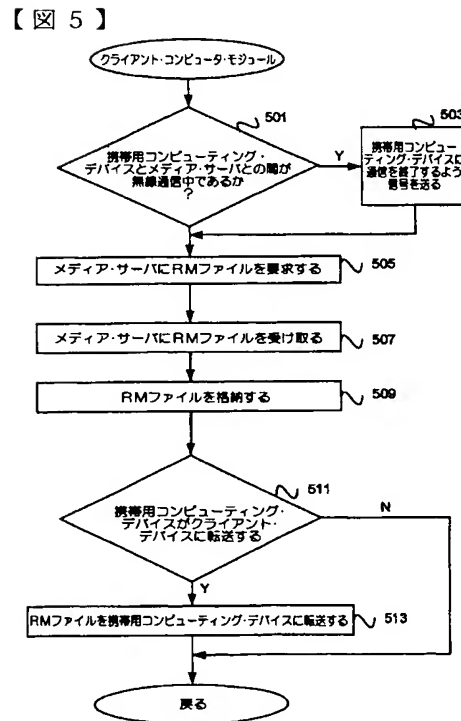 【図 5】
クライアント・コンピュータ・モジュール
501
携帯用コンピューティング・
デバイスとメディア・サーバとの間が
無線通信中であるか
?
Y
503
携帯用コンピュー
ティング・デバイスに
通信を終了するよう
信号を送る
メディア・サーバにRMファイルを要求する
505
メディア・サーバにRMファイルを受け取る
507
RMファイルを格納する
509
511
携帯用コンピューティング・
デバイスがクライアント・
デバイスに転送する
N
Y
RMファイルを携帯用コンピューティング・デバイスに転送する
513
戻る